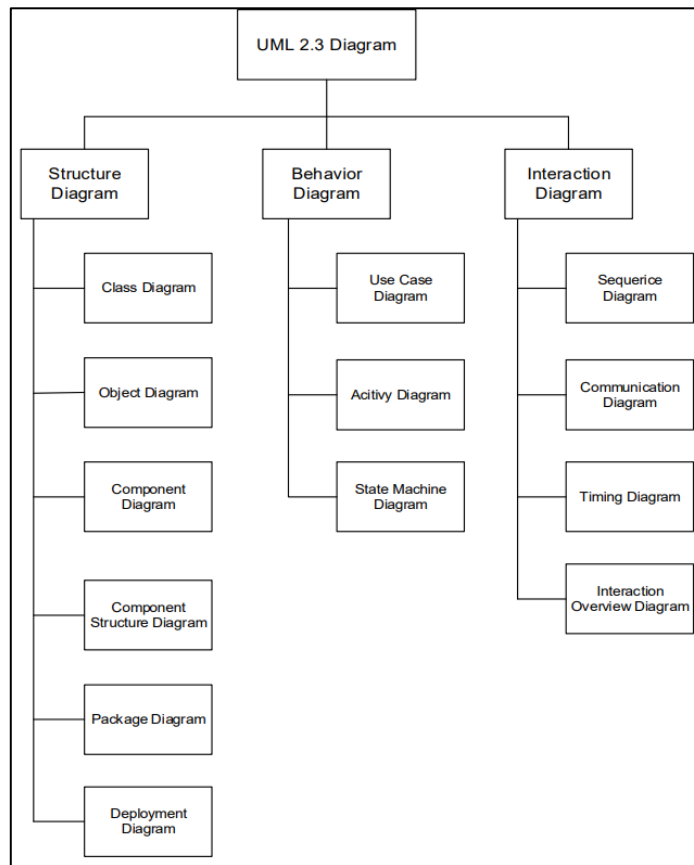 UML 2.3 Diagram
Structure
Diagram
Behavior
Diagram
Interaction
Diagram
Class Diagram
Use Case
Diagram
Sequerice
Diagram
Object Diagram
Acitivy Diagram
Communication
Diagram
Component
Diagram
State Machine
Diagram
Timing Diagram
Component
Structure Diagram
Interaction
Overview Diagram
Package Diagram
Deployment
Diagram